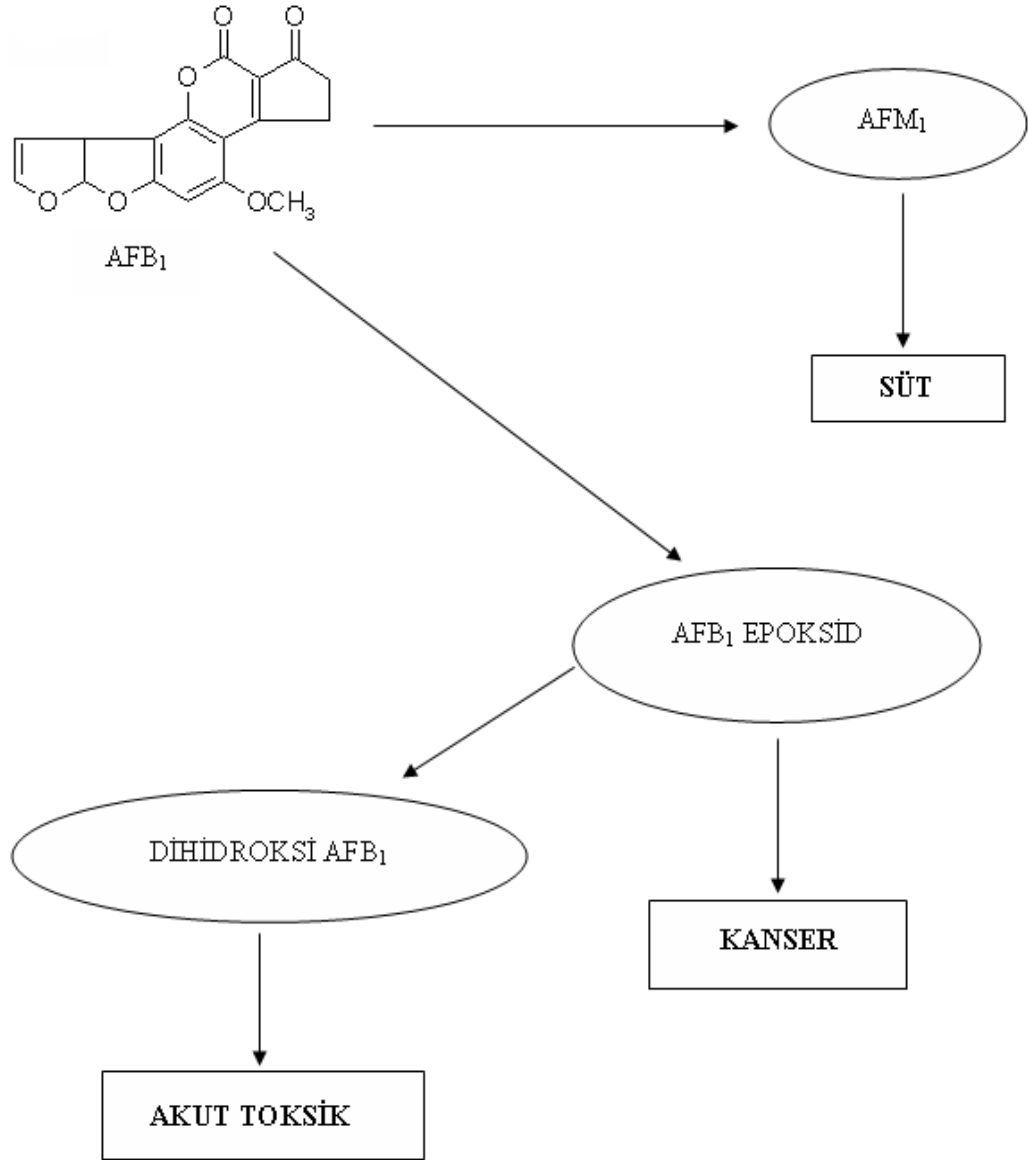 O
O
O
O
O
OCH₃
AFB₁
AFM₁
SÜT
AFB₁ EPOKSİD
DİHİDROKSİ AFB₁
KANSER
AKUT TOKSİK